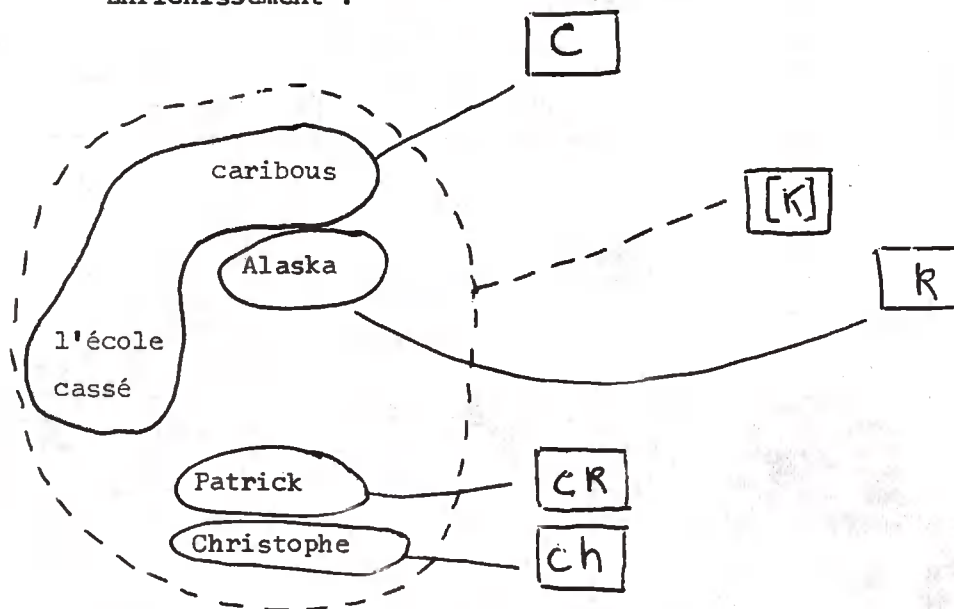 Enrichissement :
C
caribous
[K]
Alaska
k
l'école
cassé
Patrick
ck
Christophe
ch